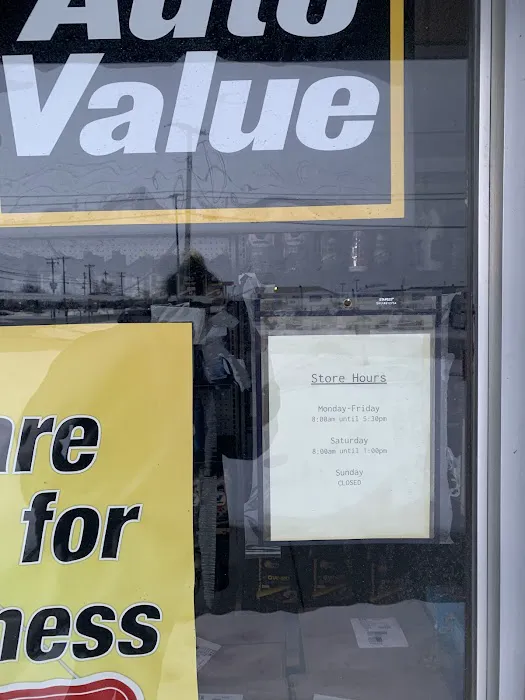 Auto
Value
Store Hours
Monday-Friday
8:00am until 5:30pm
Saturday
8:00am until 1:00pm
Sunday
CLOSED
are
for
ness